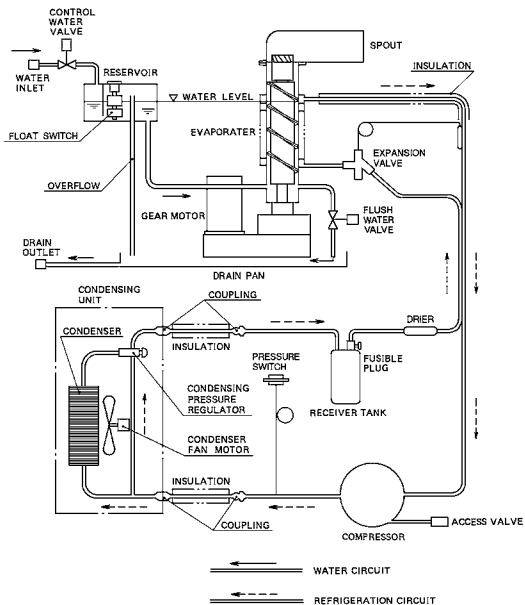 CONTROL
WATER
VALVE
SPOUT
WATER
INLET
RESERVOIR
INSULATION
WATER LEVEL
FLOAT SWITCH
EVAPORATER
EXPANSION
VALVE
OVERFLOW
GEAR MOTOR
FLUSH
WATER
VALVE
DRAIN
OUTLET
DRAIN PAN
CONDENSING
UNIT
COUPLING
CONDENSER
INSULATION
DRIER
PRESSURE
SWITCH
FUSIBLE
PLUG
CONDENSING
PRESSURE
REGULATOR
RECEIVER TANK
CONDENSER
FAN MOTOR
INSULATION
COUPLING
ACCESS VALVE
COMPRESSOR
WATER CIRCUIT
REFRIGERATION CIRCUIT